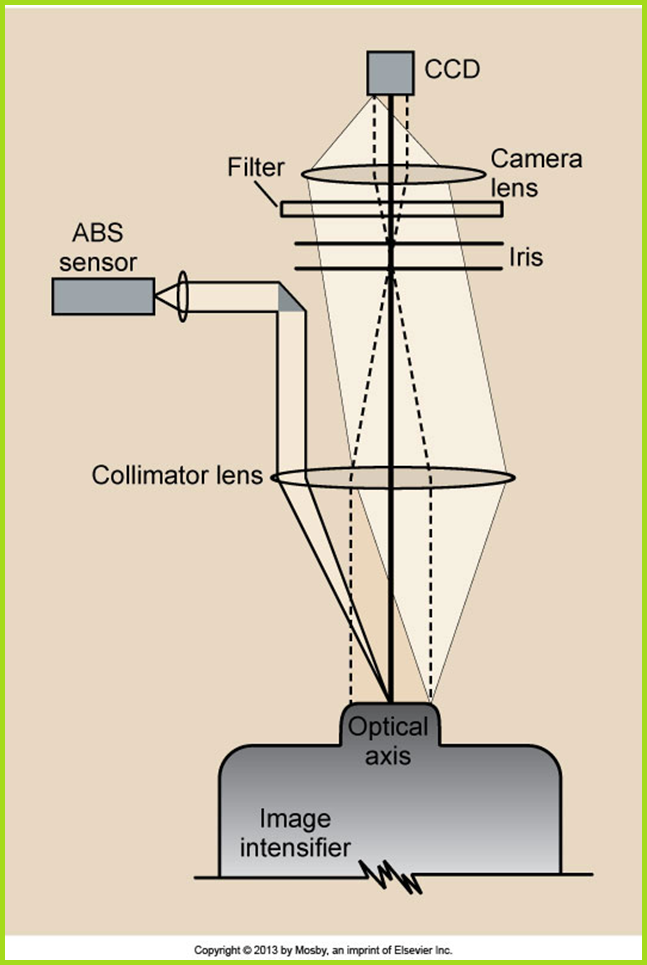 CCD
Camera
lens
Filter
ABS
sensor
Iris
Collimator lens
Optical
axis
Image
intensifier
Copyright © 2013 by Mosby, an imprint of Elsevier Inc.